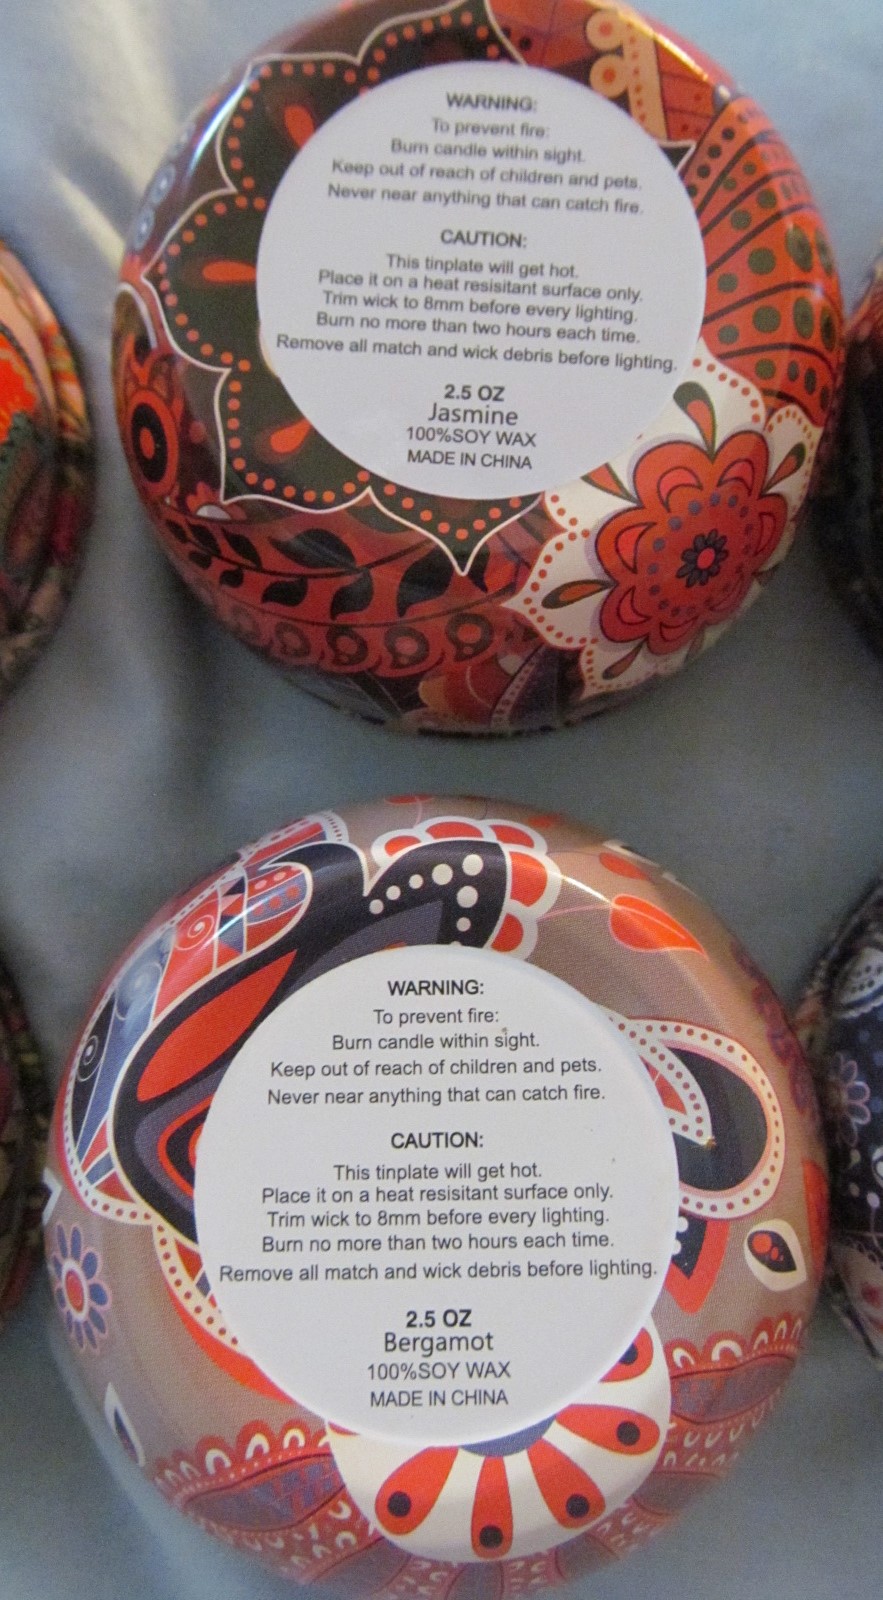 WARNING:
To prevent fire:
Burn candle within sight.
Keep out of reach of children and pets.
Never near anything that can catch fire.
CAUTION:
This tinplate will get hot.
Place it on a heat resisitant surface only.
Trim wick to 8mm before every lighting.
Burn no more than two hours each time.
Remove all match and wick debris before lighting.
2.5 OZ
Jasmine
100%SOY WAX
MADE IN CHINA
WARNING:
To prevent fire:
Burn candle within sight.
Keep out of reach of children and pets.
Never near anything that can catch fire.
CAUTION:
This tinplate will get hot.
Place it on a heat resisitant surface only.
Trim wick to 8mm before every lighting.
Burn no more than two hours each time.
Remove all match and wick debris before lighting.
2.5 OZ
Bergamot
100%SOY WAX
MADE IN CHINA